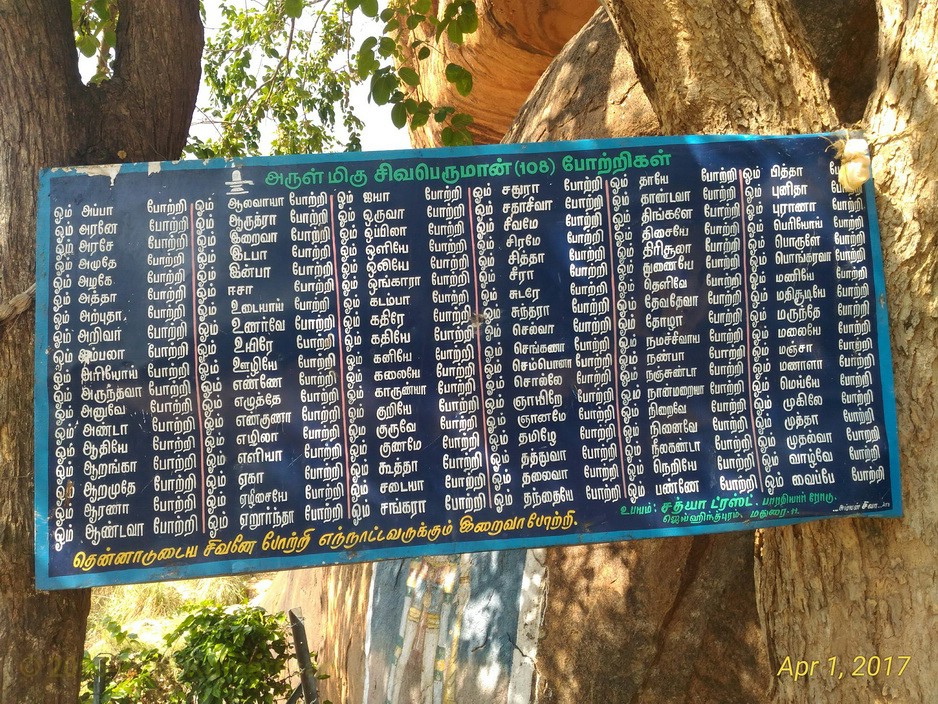 அருள் மிகு சிவபெருமான் (108) போற்றிகள்
ஓம் அப்பா போற்றி
ஓம் அரனே போற்றி
ஓம் அரசே போற்றி
ஓம் அமுதே போற்றி
ஓம் அழகே போற்றி
ஓம் அத்தா போற்றி
ஓம் அற்புதா போற்றி
ஓம் அறிவா போற்றி
ஓம் அம்பலா போற்றி
ஓம் அரியோய் போற்றி
ஓம் அருந்தவா போற்றி
ஓம் அனுவே போற்றி
ஓம் அண்டா போற்றி
ஓம் ஆதியே போற்றி
ஓம் ஆறங்கா போற்றி
ஓம் ஆறமுதே போற்றி
ஓம் ஆரணா போற்றி
ஓம் ஆண்டவா போற்றி
ஓம் ஆலவாயா போற்றி
ஓம் ஆருத்ரா போற்றி
ஓம் இறைவா போற்றி
ஓம் இடபா போற்றி
ஓம் இன்பா போற்றி
ஓம் ஈசா போற்றி
ஓம் உடையாய் போற்றி
ஓம் உணர்வே போற்றி
ஓம் உயிரே போற்றி
ஓம் ஊழியே போற்றி
ஓம் எண்ணே போற்றி
ஓம் எழுத்தே போற்றி
ஓம் எண்குணா போற்றி
ஓம் எழிலா போற்றி
ஓம் எளியா போற்றி
ஓம் ஏகா போற்றி
ஓம் ஏழிசையே போற்றி
ஓம் ஏறூர்ந்தா போற்றி
ஓம் ஐயா போற்றி
ஓம் ஒருவா போற்றி
ஓம் ஒப்பிலா போற்றி
ஓம் ஒளியே போற்றி
ஓம் ஒலியே போற்றி
ஓம் ஓங்காரா போற்றி
ஓம் கடம்பா போற்றி
ஓம் கதிரே போற்றி
ஓம் கதியே போற்றி
ஓம் கனியே போற்றி
ஓம் கலையே போற்றி
ஓம் காருண்யா போற்றி
ஓம் குறியே போற்றி
ஓம் குருவே போற்றி
ஓம் குணமே போற்றி
ஓம் கூத்தா போற்றி
ஓம் சடையா போற்றி
ஓம் சங்கரா போற்றி
ஓம் சதுரா போற்றி
ஓம் சதாசிவா போற்றி
ஓம் சிவமே போற்றி
ஓம் சிரமே போற்றி
ஓம் சித்தா போற்றி
ஓம் சீரா போற்றி
ஓம் சுடரே போற்றி
ஓம் சுந்தரா போற்றி
ஓம் செல்வா போற்றி
ஓம் செங்கணா போற்றி
ஓம் செம்பொனா போற்றி
ஓம் சொல்லே போற்றி
ஓம் ஞாயிறே போற்றி
ஓம் ஞானமே போற்றி
ஓம் தமிழே போற்றி
ஓம் தத்துவா போற்றி
ஓம் தலைவா போற்றி
ஓம் தந்தையே போற்றி
ஓம் தாயே போற்றி
ஓம் தாண்டவா போற்றி
ஓம் திங்களே போற்றி
ஓம் திசையே போற்றி
ஓம் திரிசூலா போற்றி
ஓம் துணையே போற்றி
ஓம் தெளிவே போற்றி
ஓம் தேவதேவா போற்றி
ஓம் தோழா போற்றி
ஓம் நமச்சிவாய போற்றி
ஓம் நண்பா போற்றி
ஓம் நஞ்சுண்டா போற்றி
ஓம் நான்மறையா போற்றி
ஓம் நிறைவே போற்றி
ஓம் நினைவே போற்றி
ஓம் நீலகண்டா போற்றி
ஓம் நெறியே போற்றி
ஓம் பண்ணே போற்றி
ஓம் பித்தா போற்றி
ஓம் புனிதா போற்றி
ஓம் புராணா போற்றி
ஓம் பெரியோய் போற்றி
ஓம் பொருளே போற்றி
ஓம் பொங்கரவா போற்றி
ஓம் மணியே போற்றி
ஓம் மதிசூடியே போற்றி
ஓம் மருந்தே போற்றி
ஓம் மலையே போற்றி
ஓம் மஞ்சா போற்றி
ஓம் மணாளா போற்றி
ஓம் மெய்யே போற்றி
ஓம் முகிலே போற்றி
ஓம் முத்தா போற்றி
ஓம் முதல்வா போற்றி
ஓம் வாழ்வே போற்றி
ஓம் வைப்பே போற்றி
தென்னாடுடைய சிவனே போற்றி எந்நாட்டவருக்கும் இறைவா போற்றி.
உபயம் : சத்யா ட்ரஸ்ட், பாரதியார் ரோடு,
ஜெய்ஹிந்த்புரம், மதுரை-11.
Apr 1, 2017